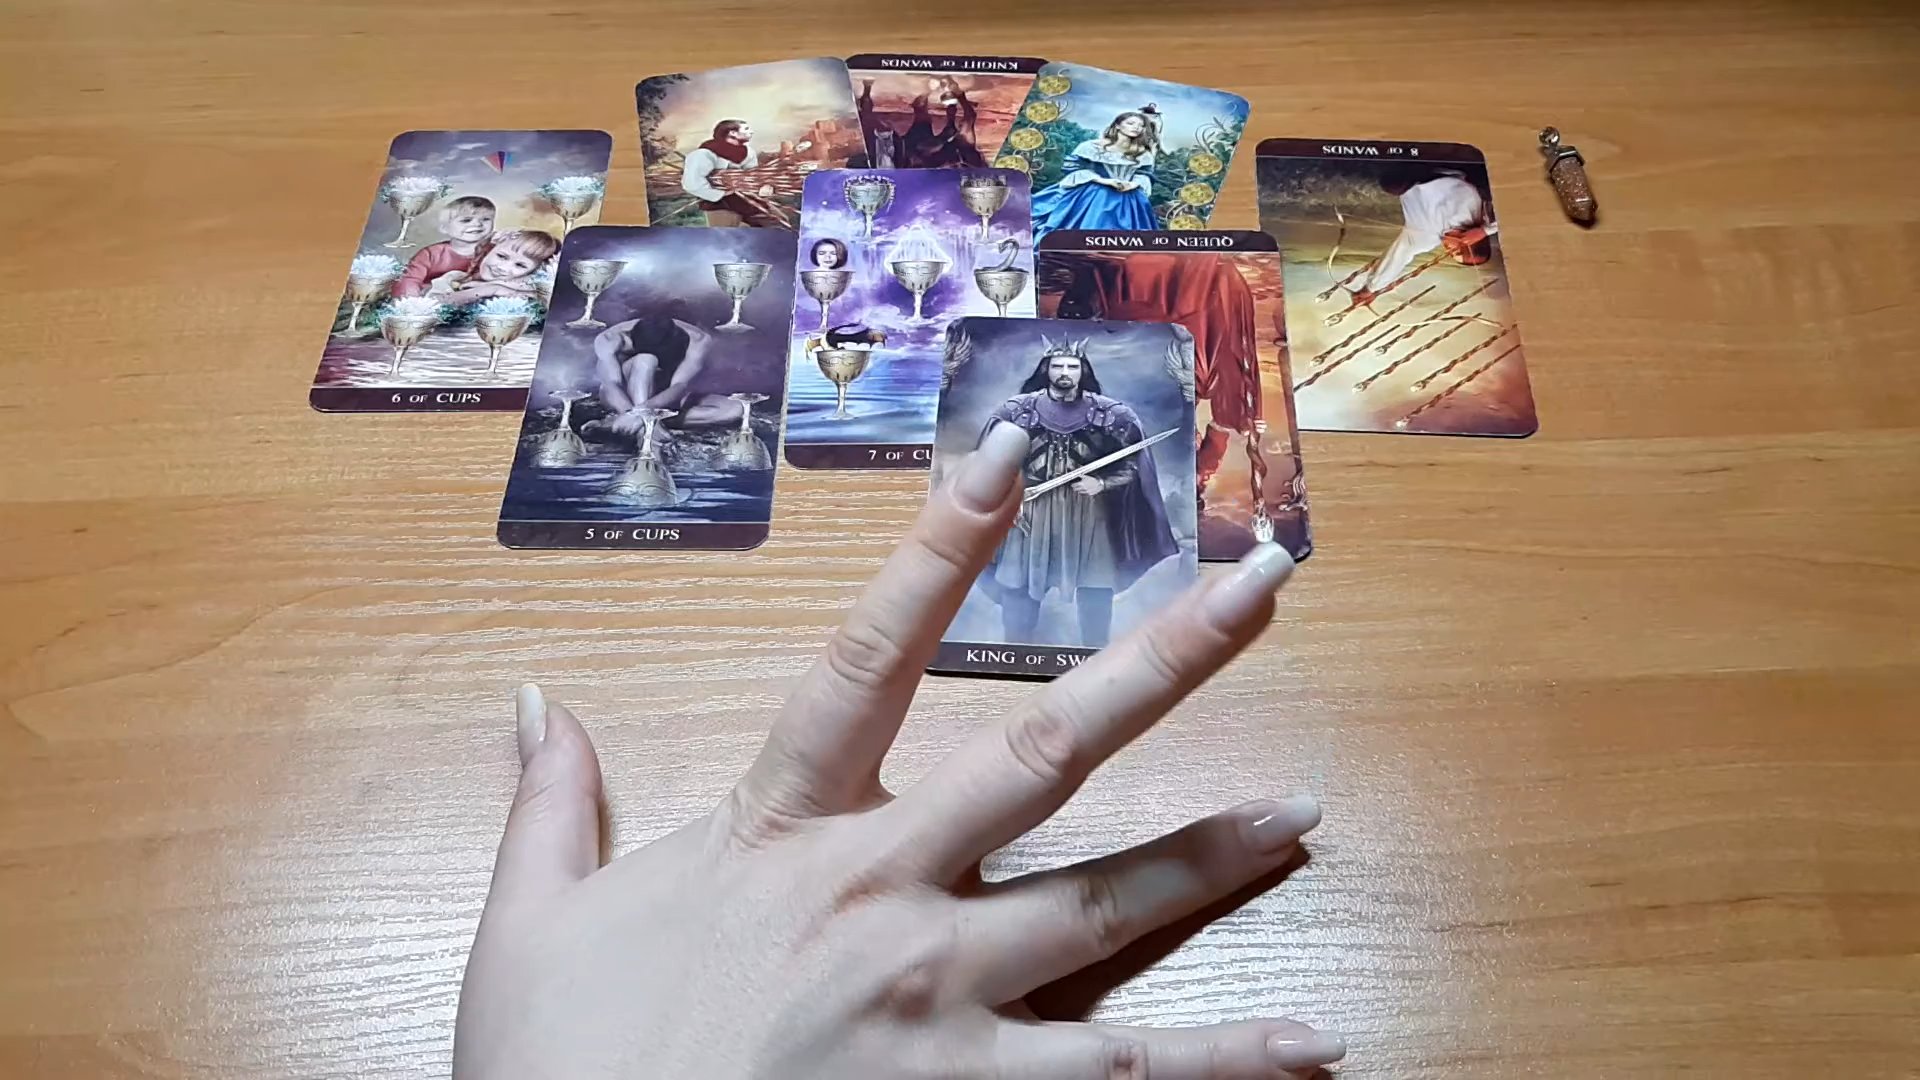 KNIGHT OF WANDS
8 OF WANDS
QUEEN OF WANDS
6 OF CUPS
7 OF
5 OF CUPS
KING OF